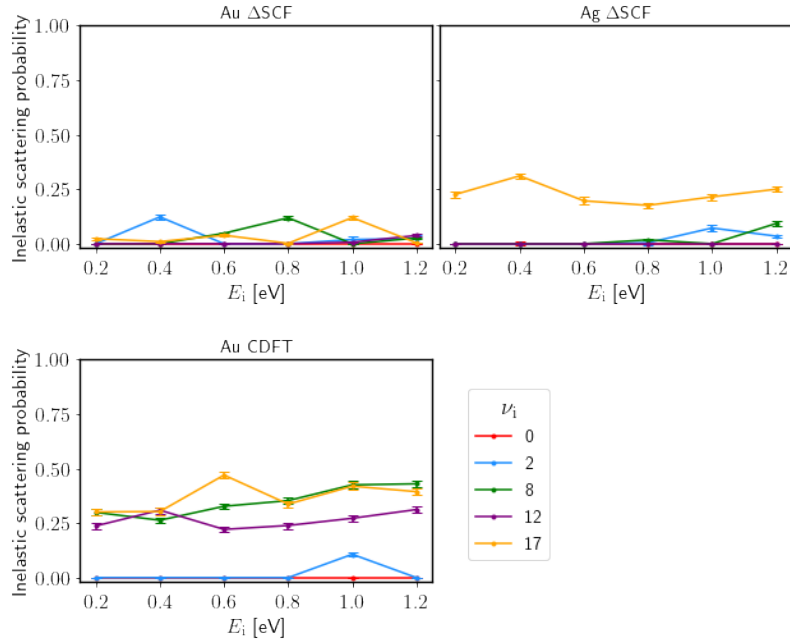 Au ΔSCF
Ag ΔSCF
Inelastic scattering probability
1.00
0.75
0.50
0.25
0.00
0.2 0.4 0.6 0.8 1.0 1.2
E_i [eV]
0.2 0.4 0.6 0.8 1.0 1.2
E_i [eV]
Au CDFT
Inelastic scattering probability
1.00
0.75
0.50
0.25
0.00
0.2 0.4 0.6 0.8 1.0 1.2
E_i [eV]
ν_i
0
2
8
12
17